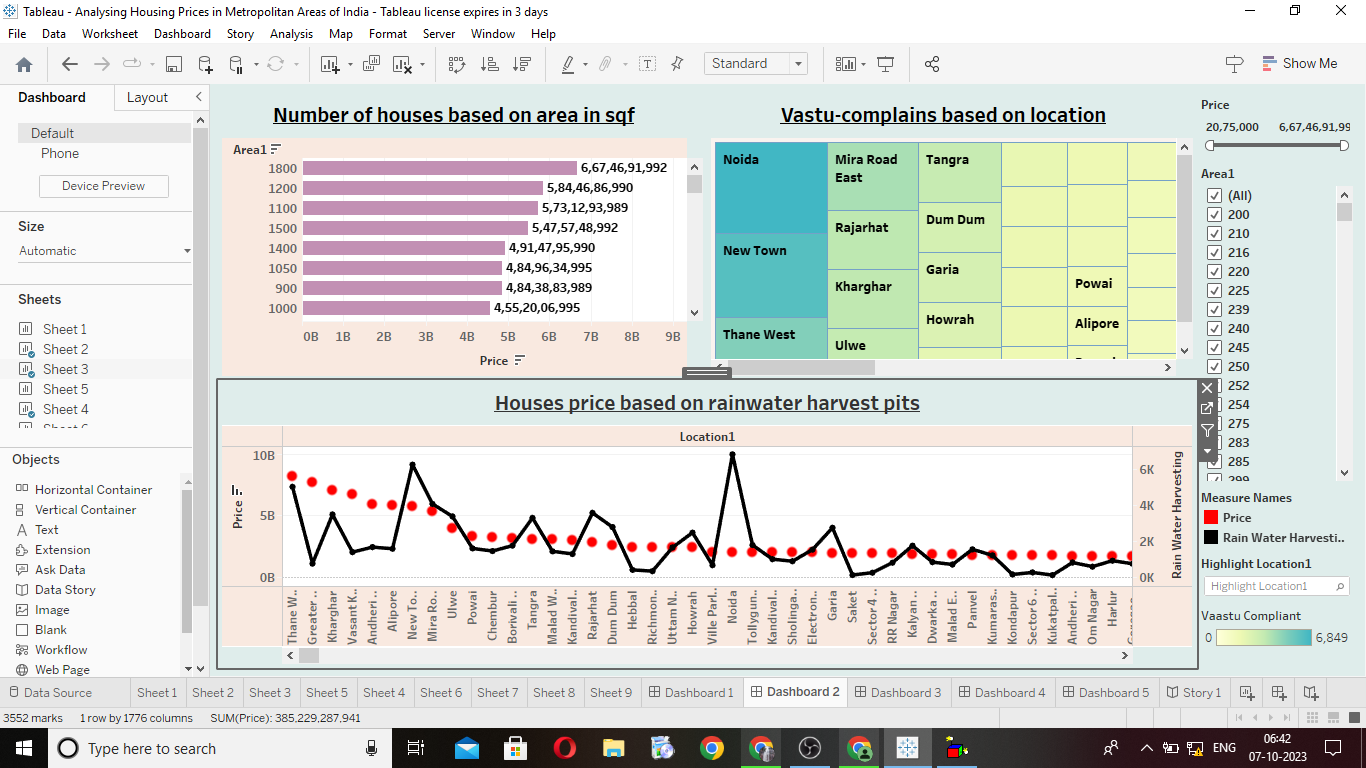 Tableau - Analysing Housing Prices in Metropolitan Areas of India - Tableau license expires in 3 days
File Data Worksheet Dashboard Story Analysis Map Format Server Window Help
Standard
Show Me
Dashboard Layout
Default
Phone
Device Preview
Size
Automatic
Sheets
Sheet 1
Sheet 2
Sheet 3
Sheet 5
Sheet 4
Objects
Horizontal Container
Vertical Container
Text
Extension
Ask Data
Data Story
Image
Blank
Workflow
Web Page
Number of houses based on area in sqf
Area1
1800 6,67,46,91,992
1200 5,84,46,86,990
1100 5,73,12,93,989
1500 5,47,57,48,992
1400 4,91,47,95,990
1050 4,84,96,34,995
900 4,84,38,83,989
1000 4,55,20,06,995
0B 1B 2B 3B 4B 5B 6B 7B 8B 9B
Price
Vastu-complains based on location
Noida
New Town
Thane West
Mira Road
East
Rajarhat
Kharghar
Ulwe
Tangra
Dum Dum
Garia
Howrah
Powai
Alipore
Houses price based on rainwater harvest pits
Location1
10B
5B
0B
Price
6K
4K
2K
0K
Rain Water Harvesting
Thane W..
Greater ..
Kharghar
Vasant K..
Andheri ..
Alipore
New To..
Mira Ro..
Ulwe
Powai
Chembur
Borivali ..
Tangra
Malad W..
Kandival..
Rajarhat
Dum Dum
Hebbal
Richmon..
Uttam N..
Howrah
Ville Parl..
Noida
Tollygun..
Kandival..
Sholinga..
Electron..
Garia
Saket
Sector 4 ..
RR Nagar
Kalyan ..
Dwarka ..
Malad E..
Panvel
Kumaras..
Kondapur
Sector 6 ..
Kukatpal..
Andheri ..
Om Nagar
Harlur
Price
20,75,000 6,67,46,91,99
Area1
(All)
200
210
216
220
225
239
240
245
250
252
254
275
283
285
299
Measure Names
Price
Rain Water Harvesti..
Highlight Location1
Highlight Location1
Vaastu Compliant
0 6,849
Data Source Sheet 1 Sheet 2 Sheet 3 Sheet 5 Sheet 4 Sheet 6 Sheet 7 Sheet 8 Sheet 9 Dashboard 1 Dashboard 2 Dashboard 3 Dashboard 4 Dashboard 5 Story 1
3552 marks 1 row by 1776 columns SUM(Price): 385,229,287,941
Type here to search
ENG
06:42
07-10-2023